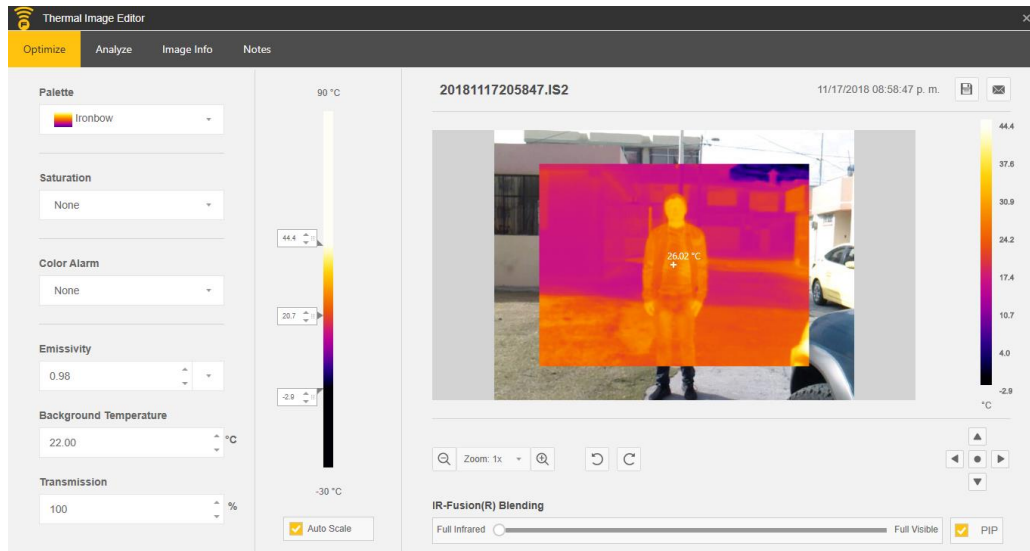 Thermal Image Editor
Optimize Analyze Image Info Notes
Palette
Ironbow
Saturation
None
Color Alarm
None
Emissivity
0.98
Background Temperature
22.00 °C
Transmission
100 %
90 °C
44.4
20.7
-2.9
-30 °C
Auto Scale
20181117205847.IS2
11/17/2018 08:58:47 p. m.
26.02 °C
44.4
37.6
30.9
24.2
17.4
10.7
4.0
-2.9
°C
Zoom: 1x
IR-Fusion(R) Blending
Full Infrared Full Visible PIP